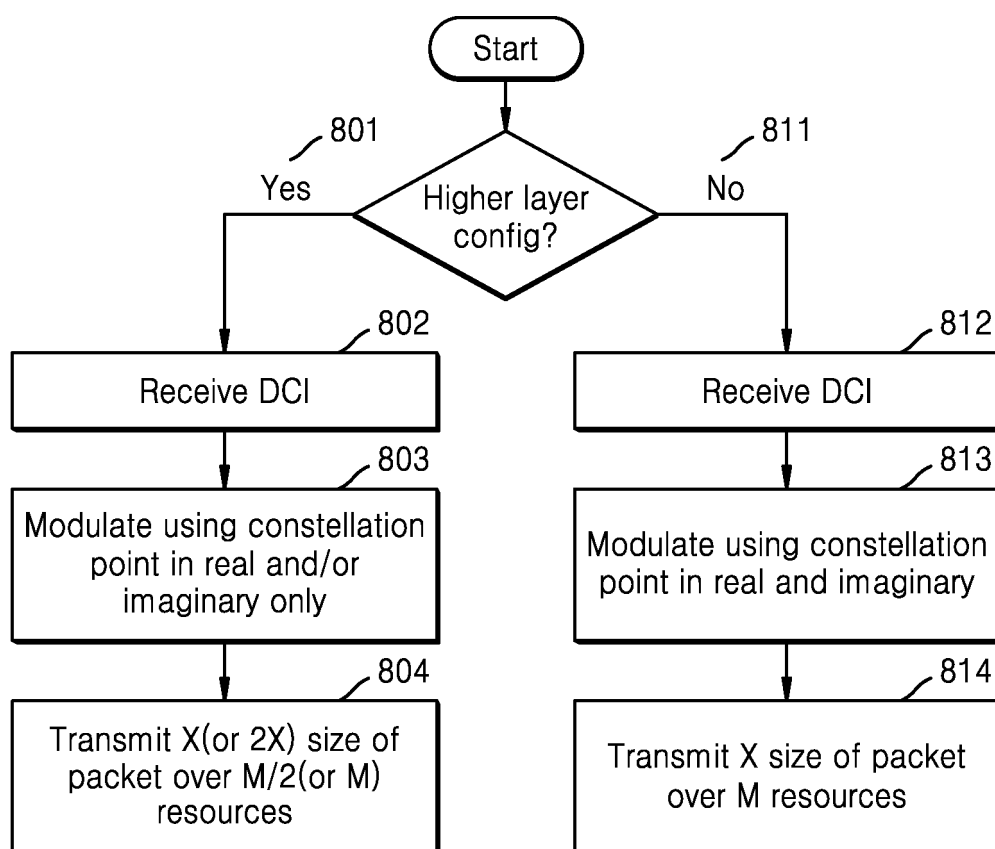 Start
801
811
Yes
No
Higher layer
config?
802
812
Receive DCI
Receive DCI
803
813
Modulate using constellation
point in real and/or
imaginary only
Modulate using constellation
point in real and imaginary
804
814
Transmit X(or 2X) size of
packet over M/2(or M)
resources
Transmit X size of packet
over M resources